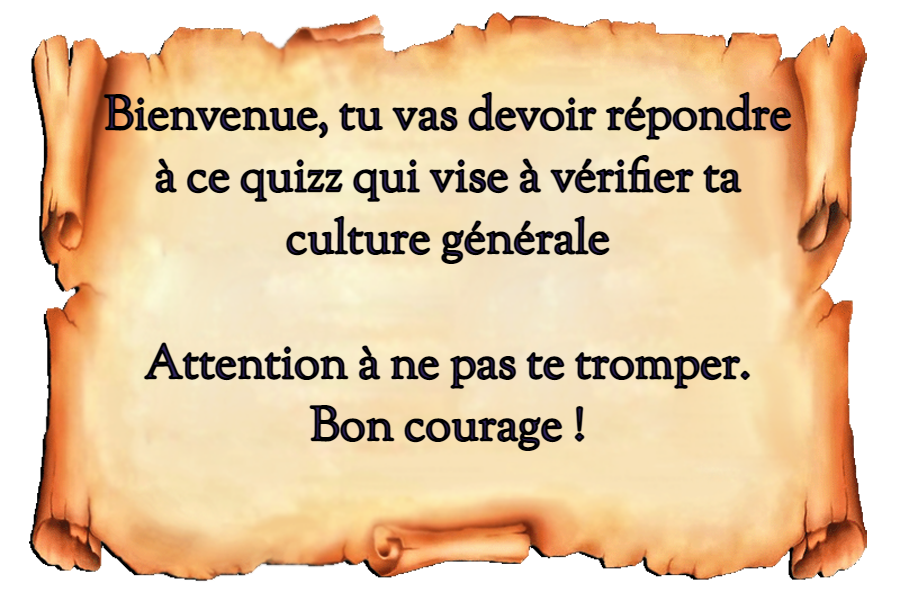 Bienvenue, tu vas devoir répondre
à ce quizz qui vise à vérifier ta
culture générale
Attention à ne pas te tromper.
Bon courage !